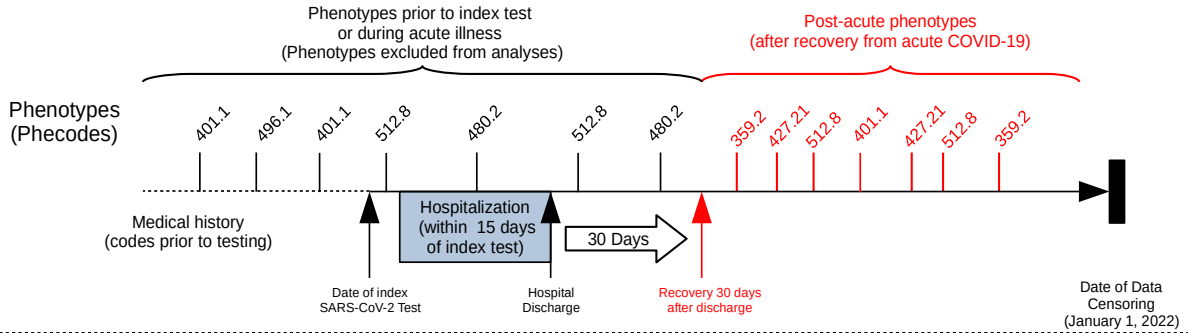 Phenotypes prior to index test
or during acute illness
(Phenotypes excluded from analyses)
Post-acute phenotypes
(after recovery from acute COVID-19)
Phenotypes
(Phecodes)
401.1
496.1
401.1
512.8
480.2
512.8
480.2
359.2
427.21
512.8
401.1
427.21
512.8
359.2
Medical history
(codes prior to testing)
Hospitalization
(within 15 days
of index test)
30 Days
Date of index
SARS-CoV-2 Test
Hospital
Discharge
Recovery 30 days
after discharge
Date of Data
Censoring
(January 1, 2022)